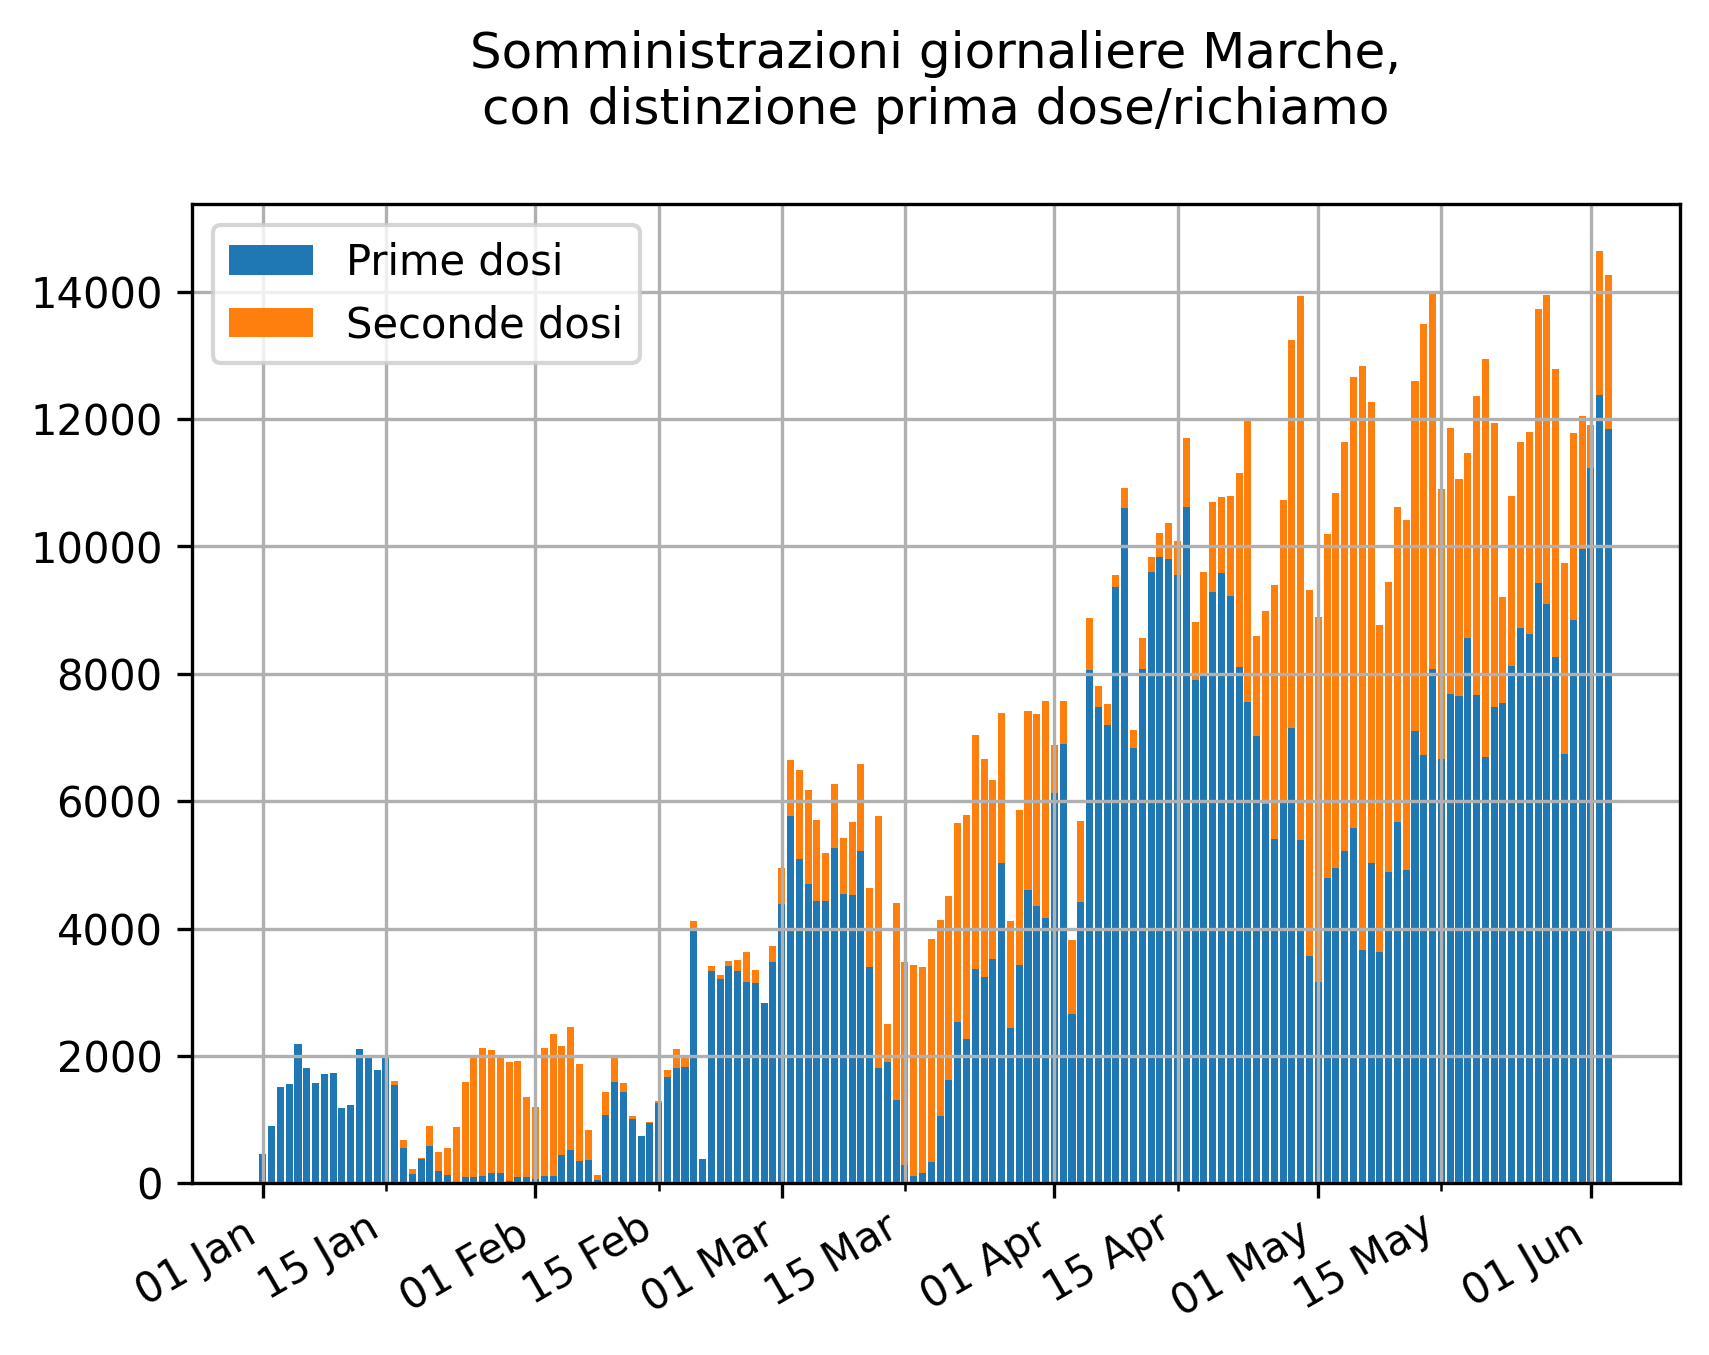 Somministrazioni giornaliere Marche,
con distinzione prima dose/richiamo
Prime dosi
Seconde dosi
14000
12000
10000
8000
6000
4000
2000
0
01 Jan
15 Jan
01 Feb
15 Feb
01 Mar
15 Mar
01 Apr
15 Apr
01 May
15 May
01 Jun